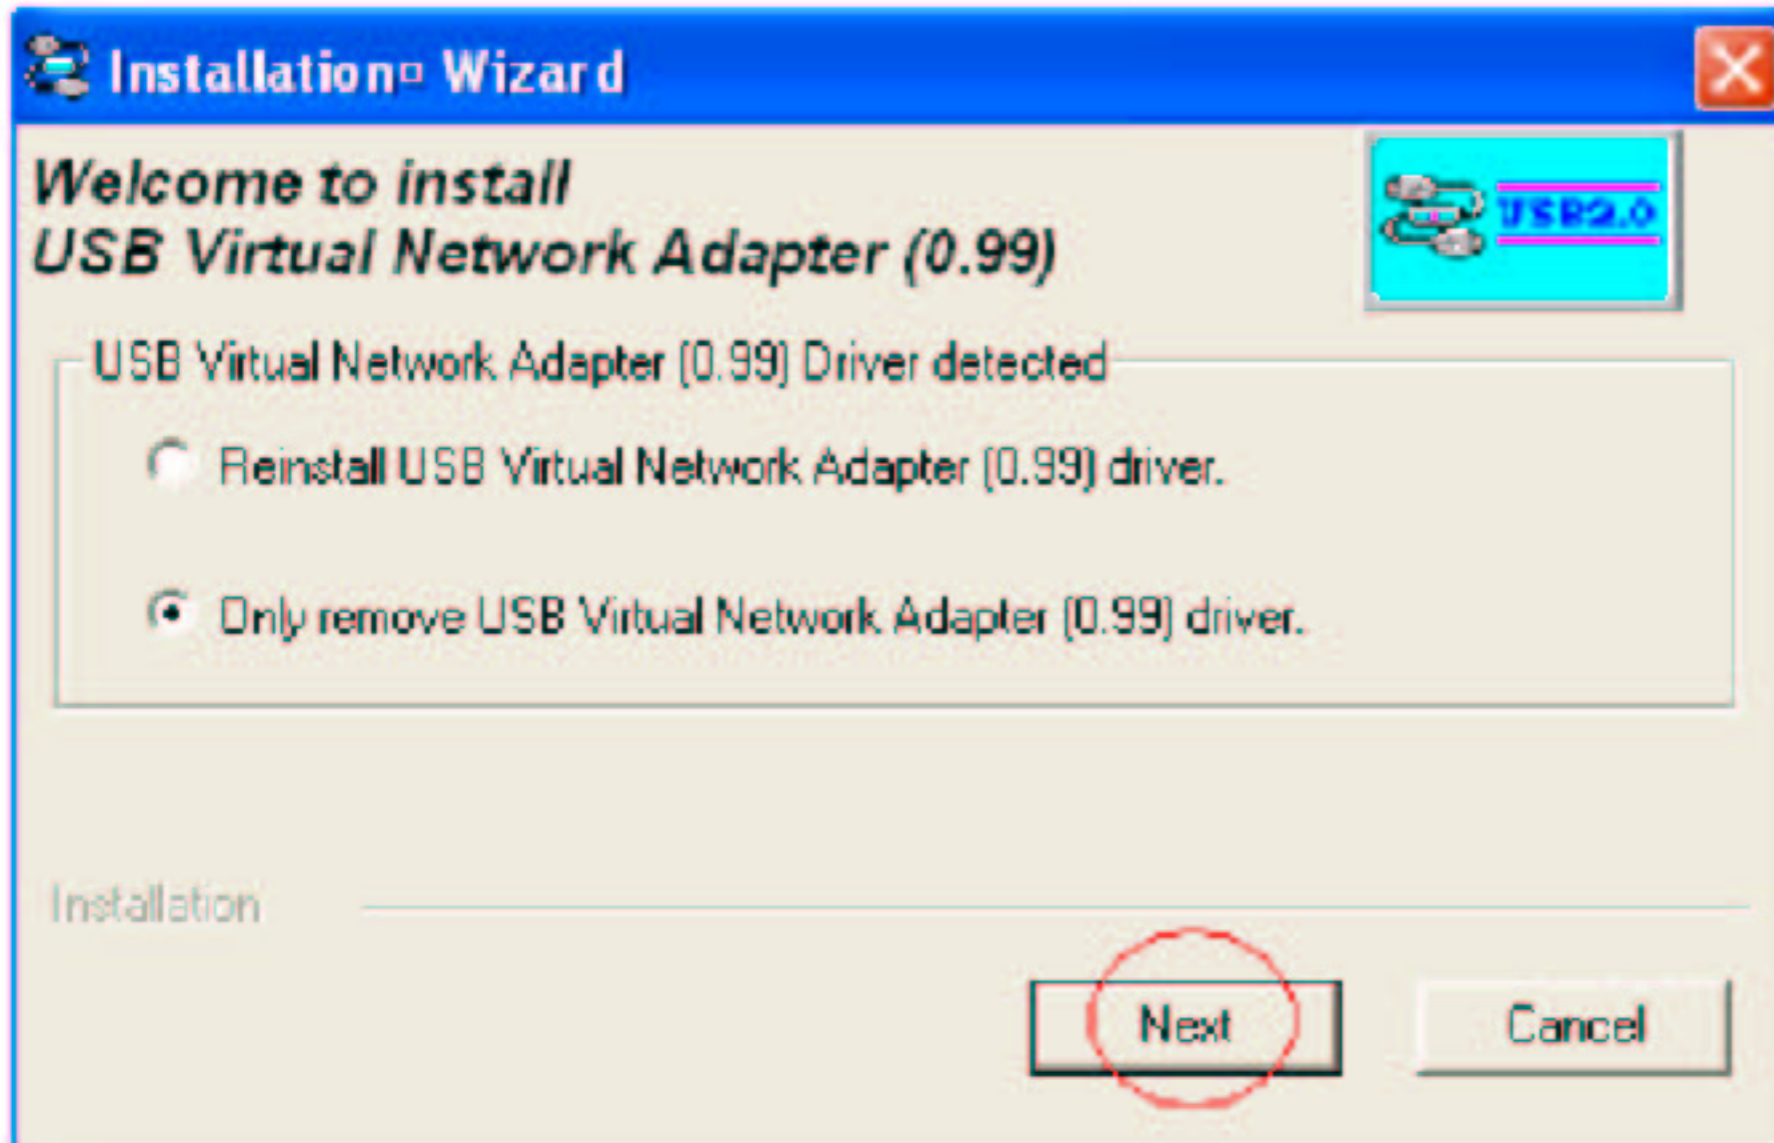 Installation Wizard
Welcome to install
USB Virtual Network Adapter (0.99)
USB2.0
USB Virtual Network Adapter (0.99) Driver detected
Reinstall USB Virtual Network Adapter (0.99) driver.
Only remove USB Virtual Network Adapter (0.99) driver.
Installation
Next
Cancel